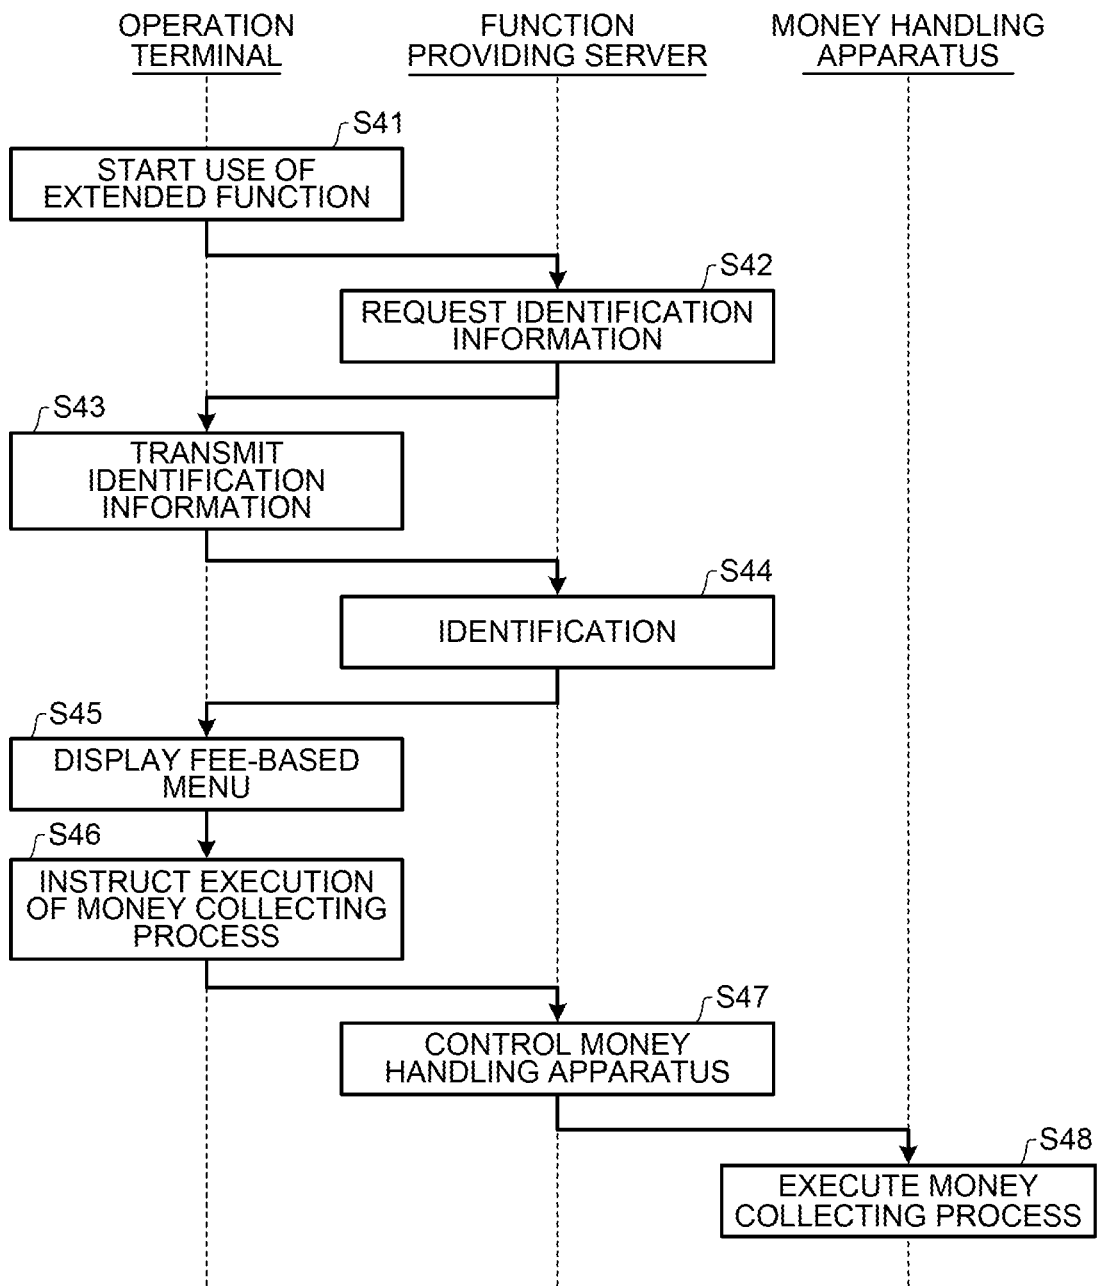 OPERATION
TERMINAL
FUNCTION
PROVIDING SERVER
MONEY HANDLING
APPARATUS
S41
START USE OF
EXTENDED FUNCTION
S42
REQUEST IDENTIFICATION
INFORMATION
S43
TRANSMIT
IDENTIFICATION
INFORMATION
S44
IDENTIFICATION
S45
DISPLAY FEE-BASED
MENU
S46
INSTRUCT EXECUTION
OF MONEY COLLECTING
PROCESS
S47
CONTROL MONEY
HANDLING APPARATUS
S48
EXECUTE MONEY
COLLECTING PROCESS